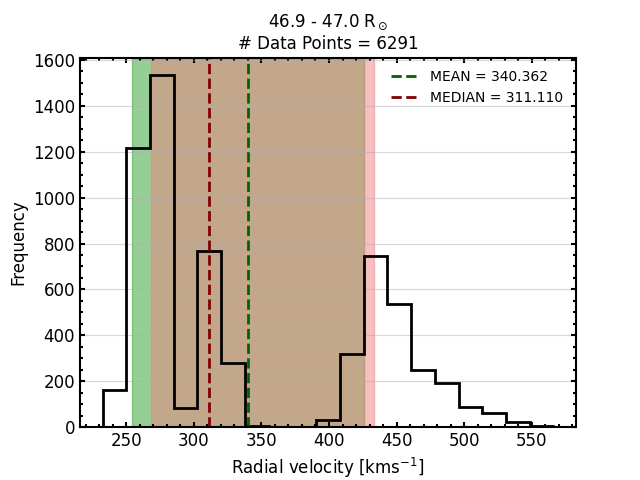 46.9 - 47.0 R⊙
# Data Points = 6291
MEAN = 340.362
MEDIAN = 311.110
Frequency
1600
1400
1200
1000
800
600
400
200
0
250 300 350 400 450 500 550
Radial velocity [kms⁻¹]